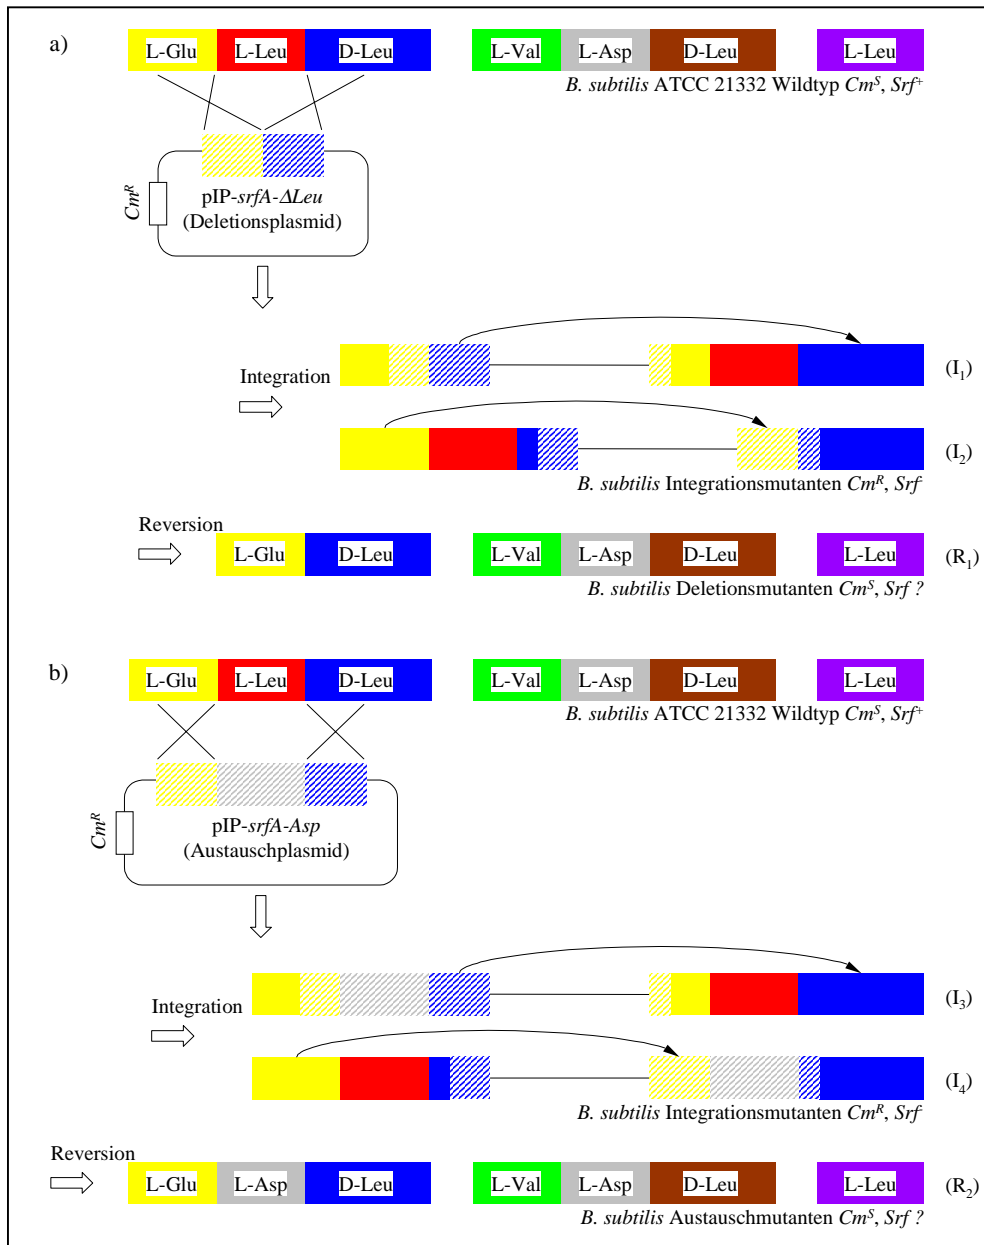 a)
L-Glu L-Leu D-Leu L-Val L-Asp D-Leu L-Leu
B. subtilis ATCC 21332 Wildtyp Cm^S, Srf^+
Cm^R
pIP-srfA-ΔLeu
(Deletionsplasmid)
Integration
(I₁)
(I₂)
B. subtilis Integrationsmutanten Cm^R, Srf^-
Reversion
L-Glu D-Leu L-Val L-Asp D-Leu L-Leu (R₁)
B. subtilis Deletionsmutanten Cm^S, Srf ?
b)
L-Glu L-Leu D-Leu L-Val L-Asp D-Leu L-Leu
B. subtilis ATCC 21332 Wildtyp Cm^S, Srf^+
Cm^R
pIP-srfA-Asp
(Austauschplasmid)
Integration
(I₃)
(I₄)
B. subtilis Integrationsmutanten Cm^R, Srf^-
Reversion
L-Glu L-Asp D-Leu L-Val L-Asp D-Leu L-Leu (R₂)
B. subtilis Austauschmutanten Cm^S, Srf ?